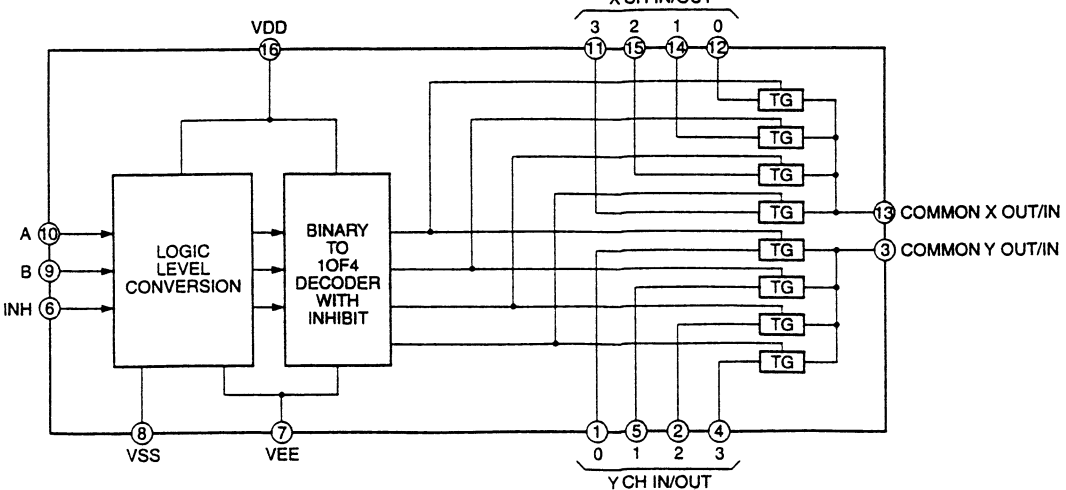 X CH IN/OUT
3 2 1 0
VDD
16 11 15 14 12
TG
TG
TG
TG
13 COMMON X OUT/IN
A 10
B 9
INH 6
LOGIC
LEVEL
CONVERSION
BINARY
TO
1OF4
DECODER
WITH
INHIBIT
TG
3 COMMON Y OUT/IN
TG
TG
TG
8 7 1 5 2 4
VSS VEE 0 1 2 3
Y CH IN/OUT